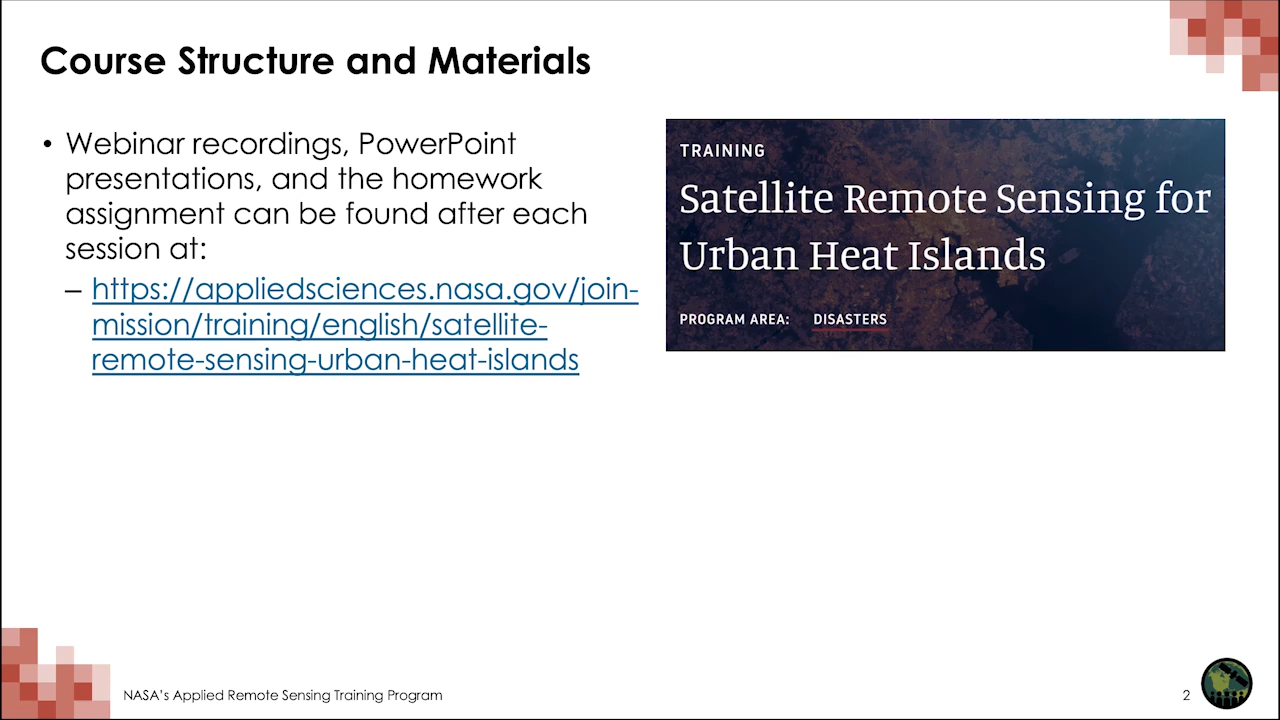 Course Structure and Materials
• Webinar recordings, PowerPoint
presentations, and the homework
assignment can be found after each
session at:
– https://appliedsciences.nasa.gov/join-
mission/training/english/satellite-
remote-sensing-urban-heat-islands
TRAINING
Satellite Remote Sensing for
Urban Heat Islands
PROGRAM AREA: DISASTERS
NASA's Applied Remote Sensing Training Program
2